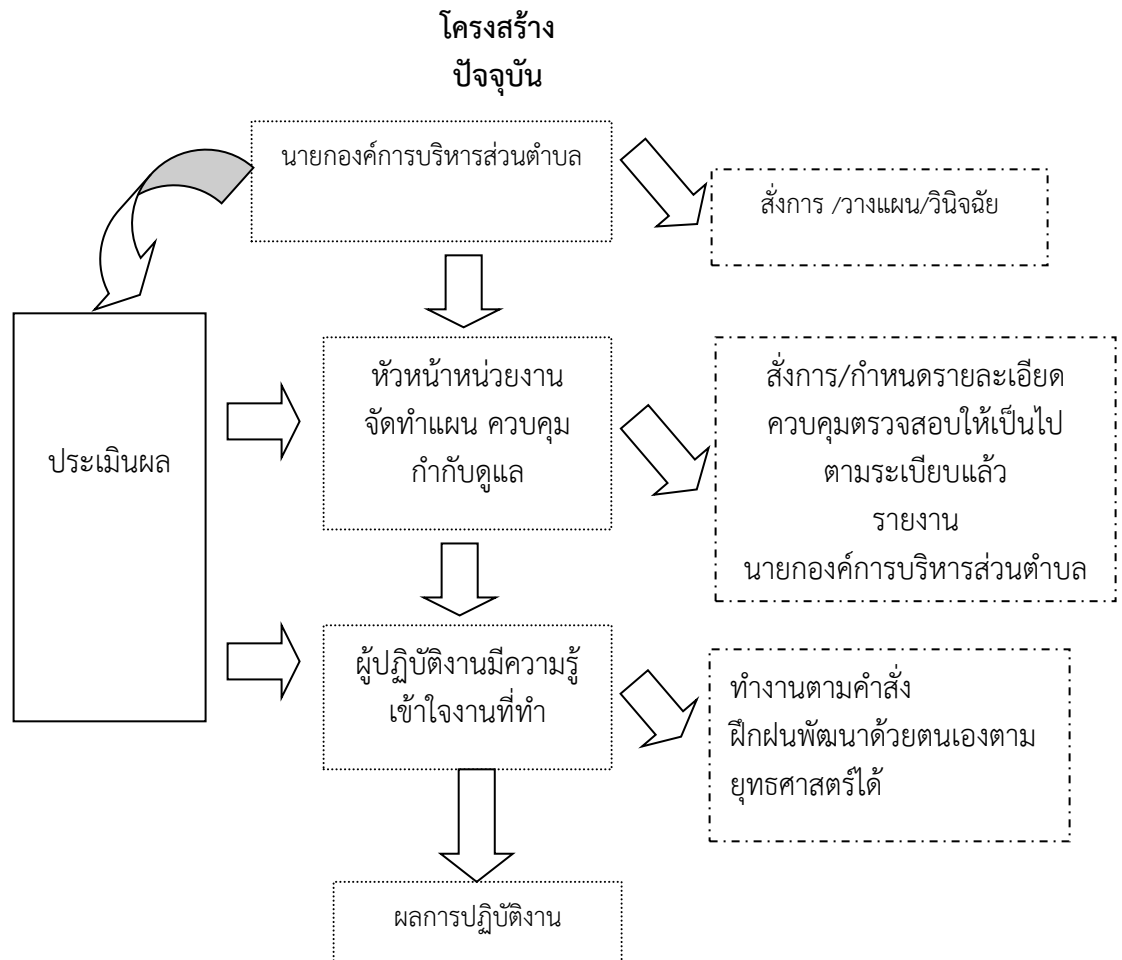 โครงสร้าง
ปัจจุบัน
นายกองค์การบริหารส่วนตำบล
สั่งการ /วางแผน/วินิจฉัย
ประเมินผล
หัวหน้าหน่วยงาน
จัดทำแผน ควบคุม
กำกับดูแล
สั่งการ/กำหนดรายละเอียด
ควบคุมตรวจสอบให้เป็นไป
ตามระเบียบแล้ว
รายงาน
นายกองค์การบริหารส่วนตำบล
ผู้ปฏิบัติงานมีความรู้
เข้าใจงานที่ทำ
ทำงานตามคำสั่ง
ฝึกฝนพัฒนาด้วยตนเองตาม
ยุทธศาสตร์ได้
ผลการปฏิบัติงาน